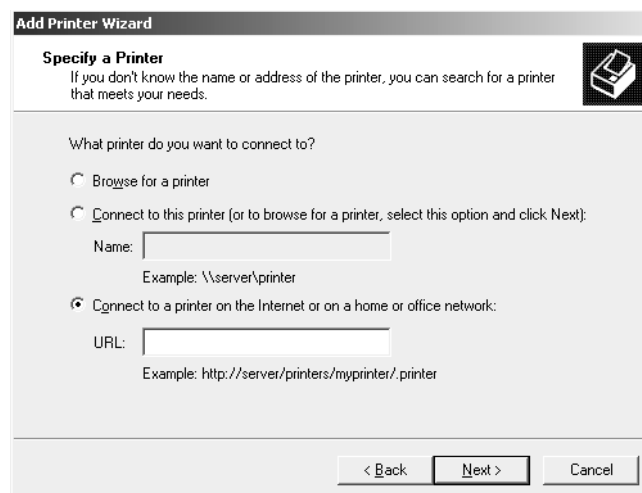 Add Printer Wizard
Specify a Printer
If you don't know the name or address of the printer, you can search for a printer
that meets your needs.
What printer do you want to connect to?
Browse for a printer
Connect to this printer (or to browse for a printer, select this option and click Next):
Name:
Example: \\server\printer
Connect to a printer on the Internet or on a home or office network:
URL:
Example: http://server/printers/myprinter/.printer
< Back Next > Cancel